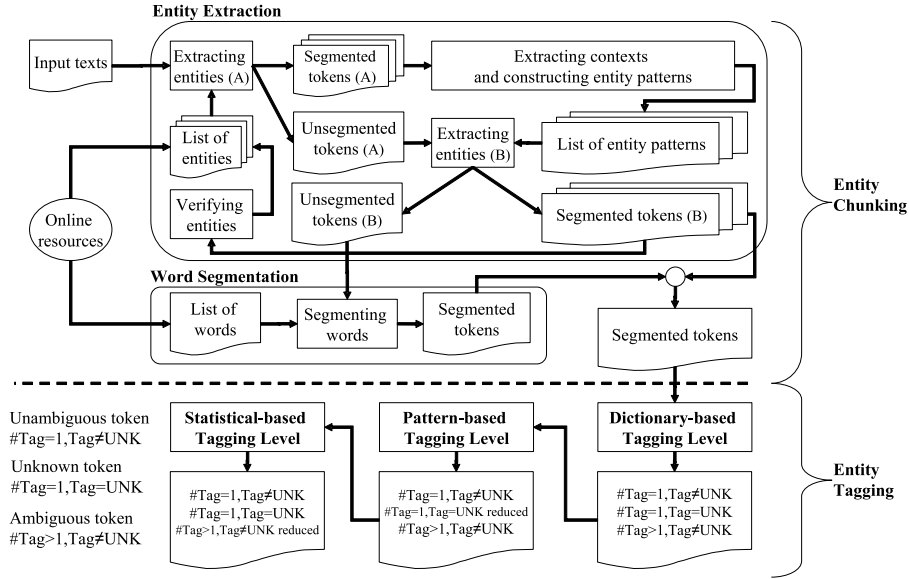 Entity Extraction
Input texts
Extracting
entities (A)
Segmented
tokens (A)
Extracting contexts
and constructing entity patterns
List of
entities
Unsegmented
tokens (A)
Extracting
entities (B)
List of entity patterns
Online
resources
Verifying
entities
Unsegmented
tokens (B)
Segmented tokens (B)
Entity
Chunking
Word Segmentation
List of
words
Segmenting
words
Segmented
tokens
Segmented tokens
Unambiguous token
#Tag=1,Tag≠UNK
Unknown token
#Tag=1,Tag=UNK
Ambiguous token
#Tag>1,Tag≠UNK
Statistical-based
Tagging Level
Pattern-based
Tagging Level
Dictionary-based
Tagging Level
#Tag=1,Tag≠UNK
#Tag=1,Tag=UNK
#Tag>1,Tag≠UNK reduced
#Tag=1,Tag≠UNK
#Tag=1,Tag=UNK reduced
#Tag>1,Tag≠UNK
#Tag=1,Tag≠UNK
#Tag=1,Tag=UNK
#Tag>1,Tag≠UNK
Entity
Tagging